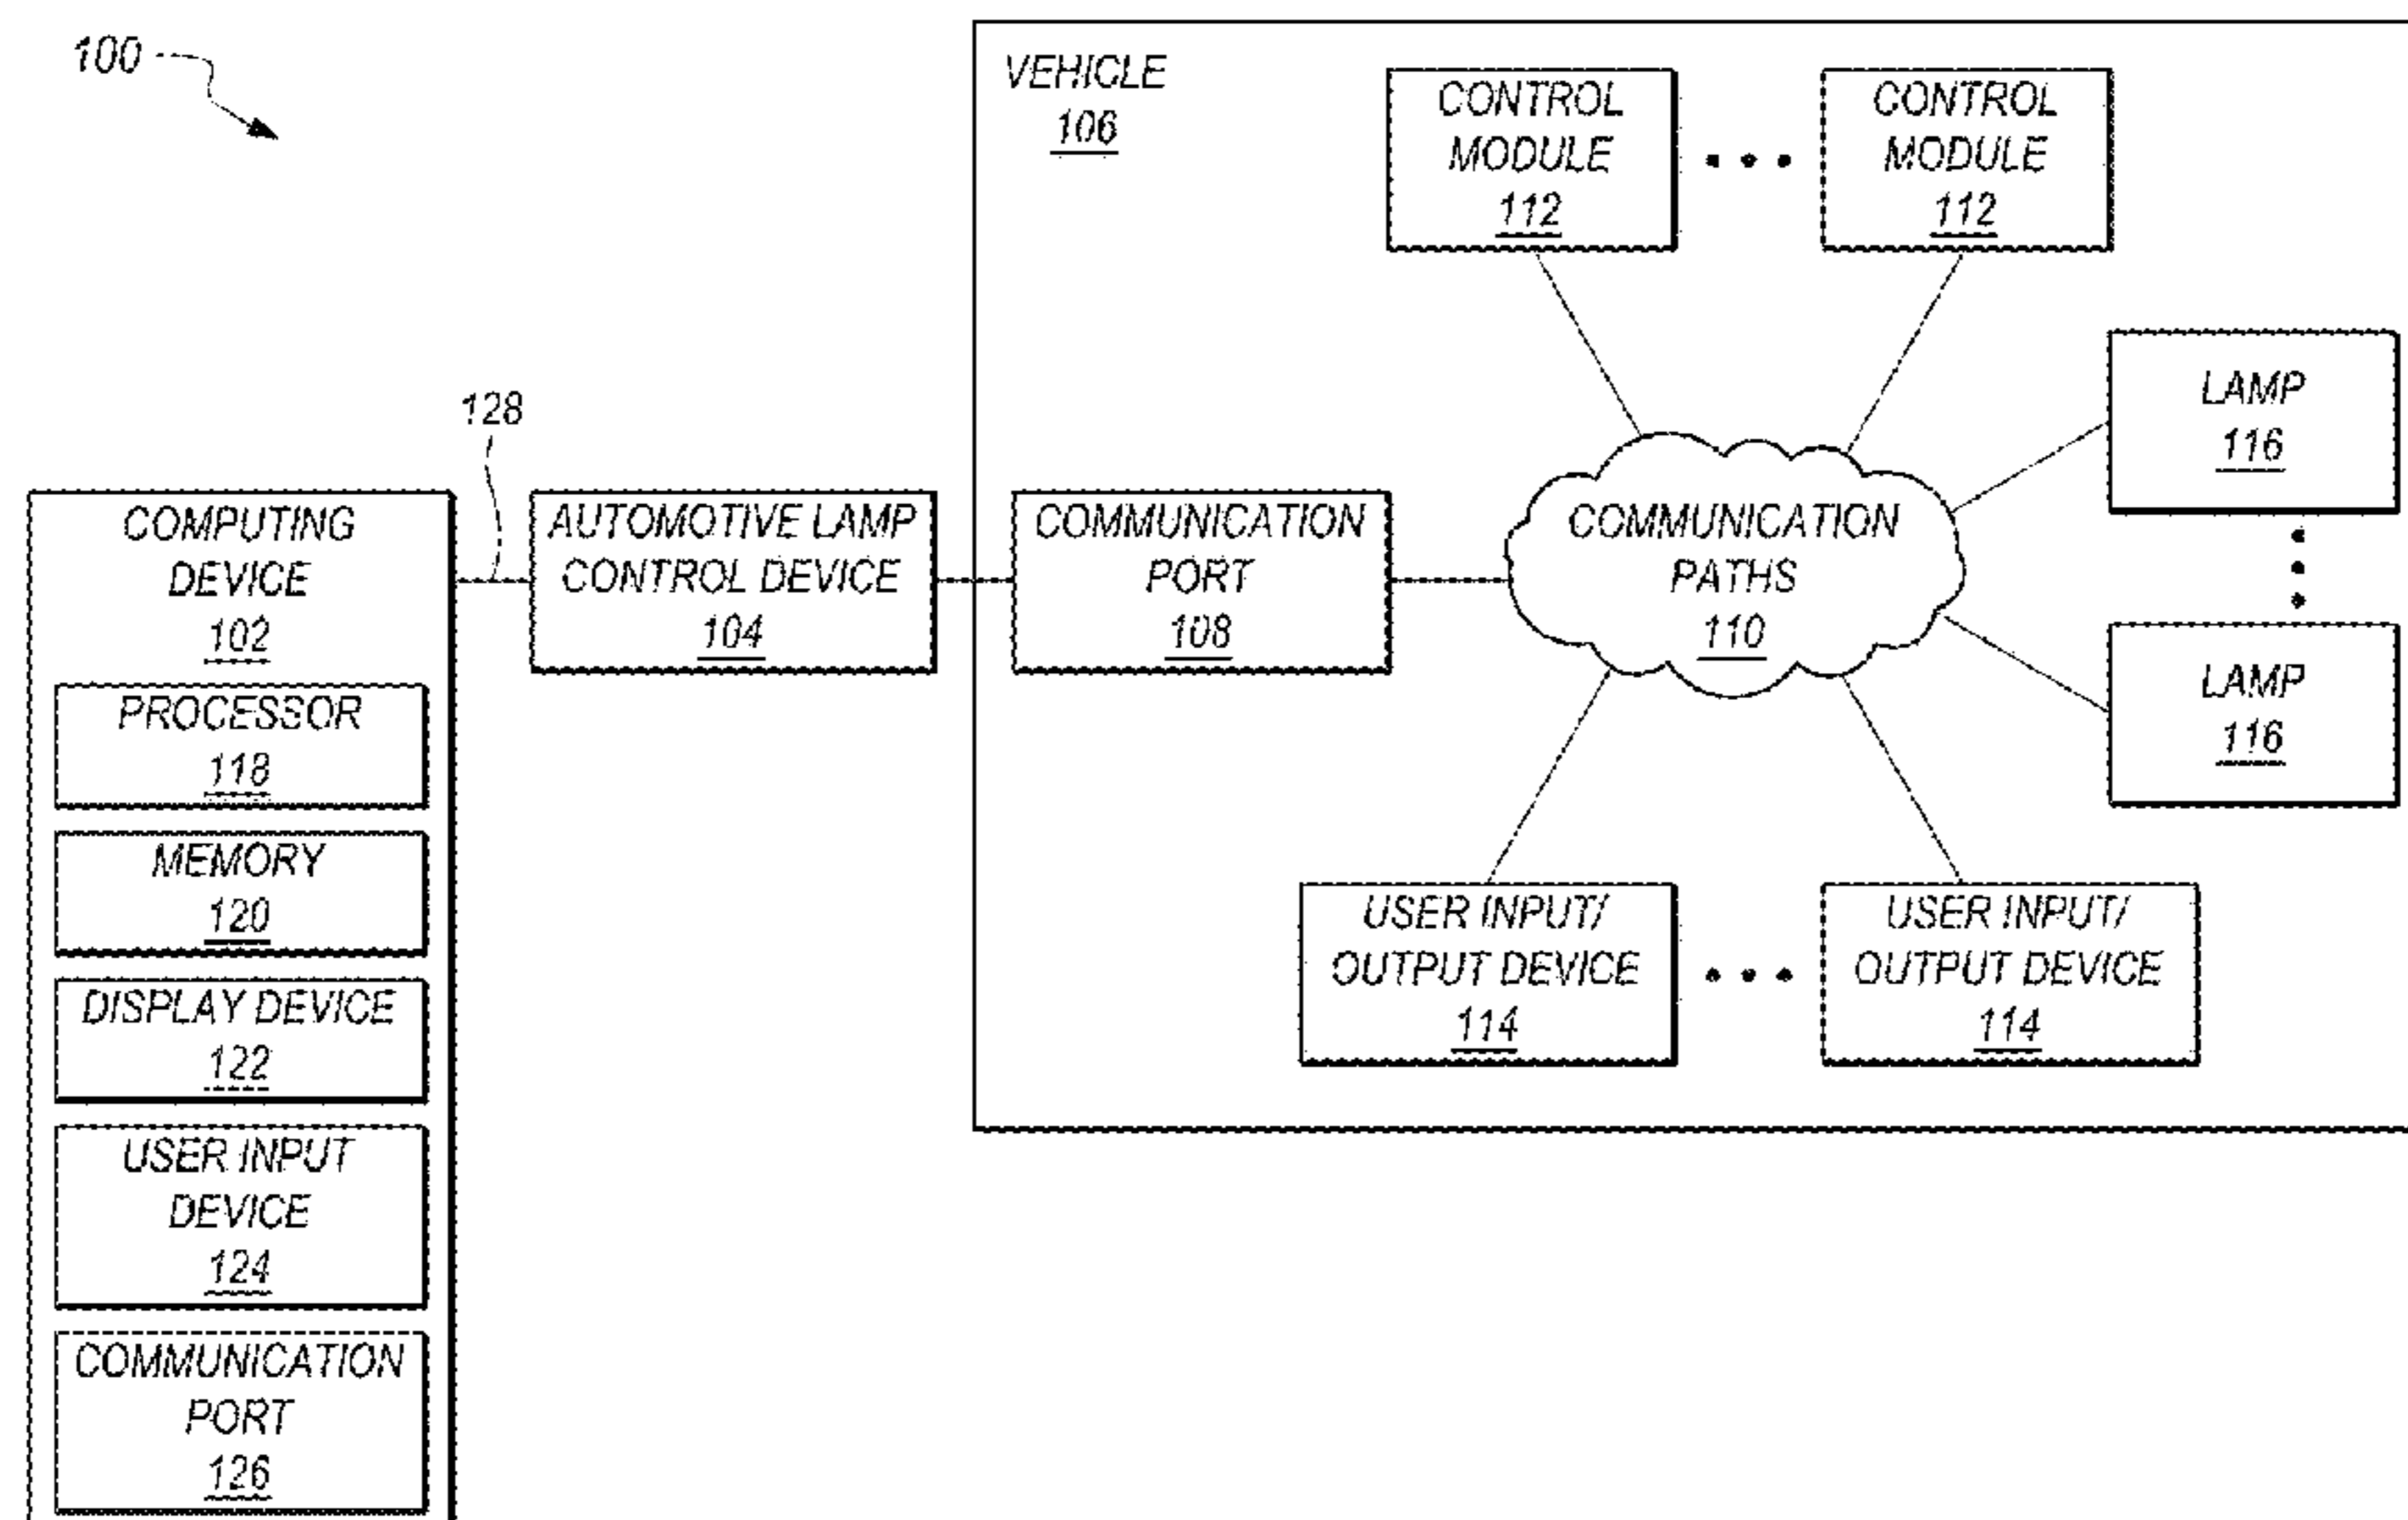 100
VEHICLE
106
CONTROL
MODULE
112
CONTROL
MODULE
112
LAMP
116
LAMP
116
128
COMPUTING
DEVICE
102
PROCESSOR
118
MEMORY
120
DISPLAY DEVICE
122
USER INPUT
DEVICE
124
COMMUNICATION
PORT
126
AUTOMOTIVE LAMP
CONTROL DEVICE
104
COMMUNICATION
PORT
108
COMMUNICATION
PATHS
110
USER INPUT/
OUTPUT DEVICE
114
USER INPUT/
OUTPUT DEVICE
114